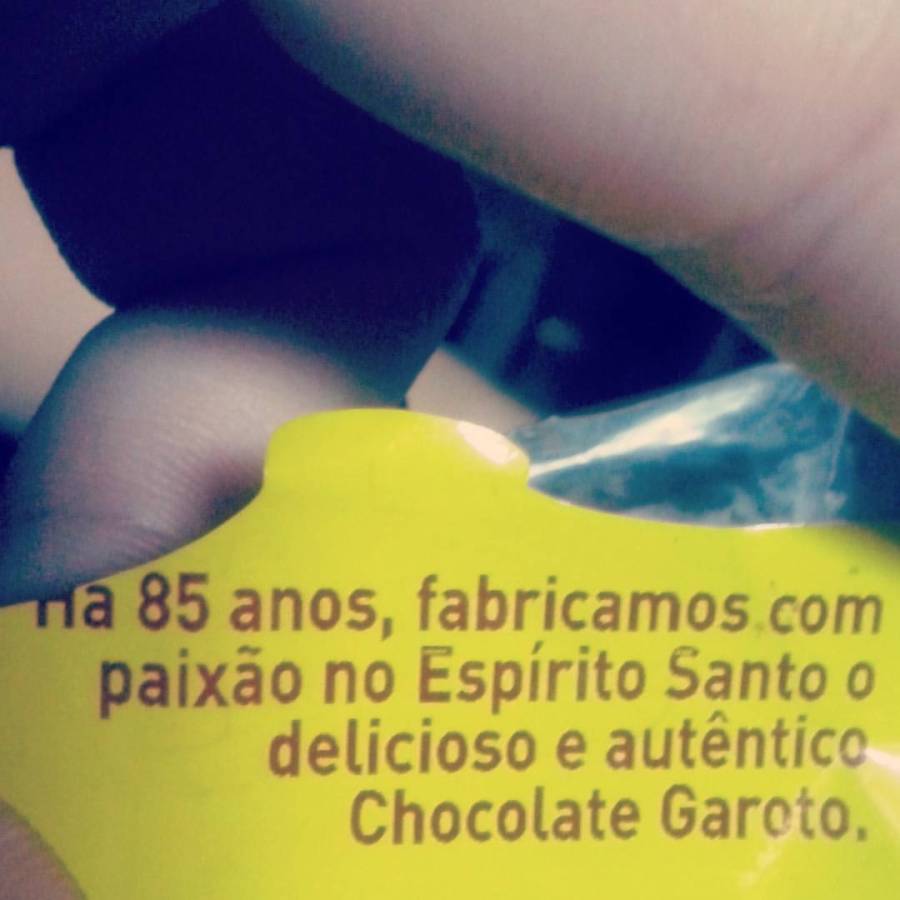 Há 85 anos, fabricamos com
paixão no Espírito Santo o
delicioso e autêntico
Chocolate Garoto.